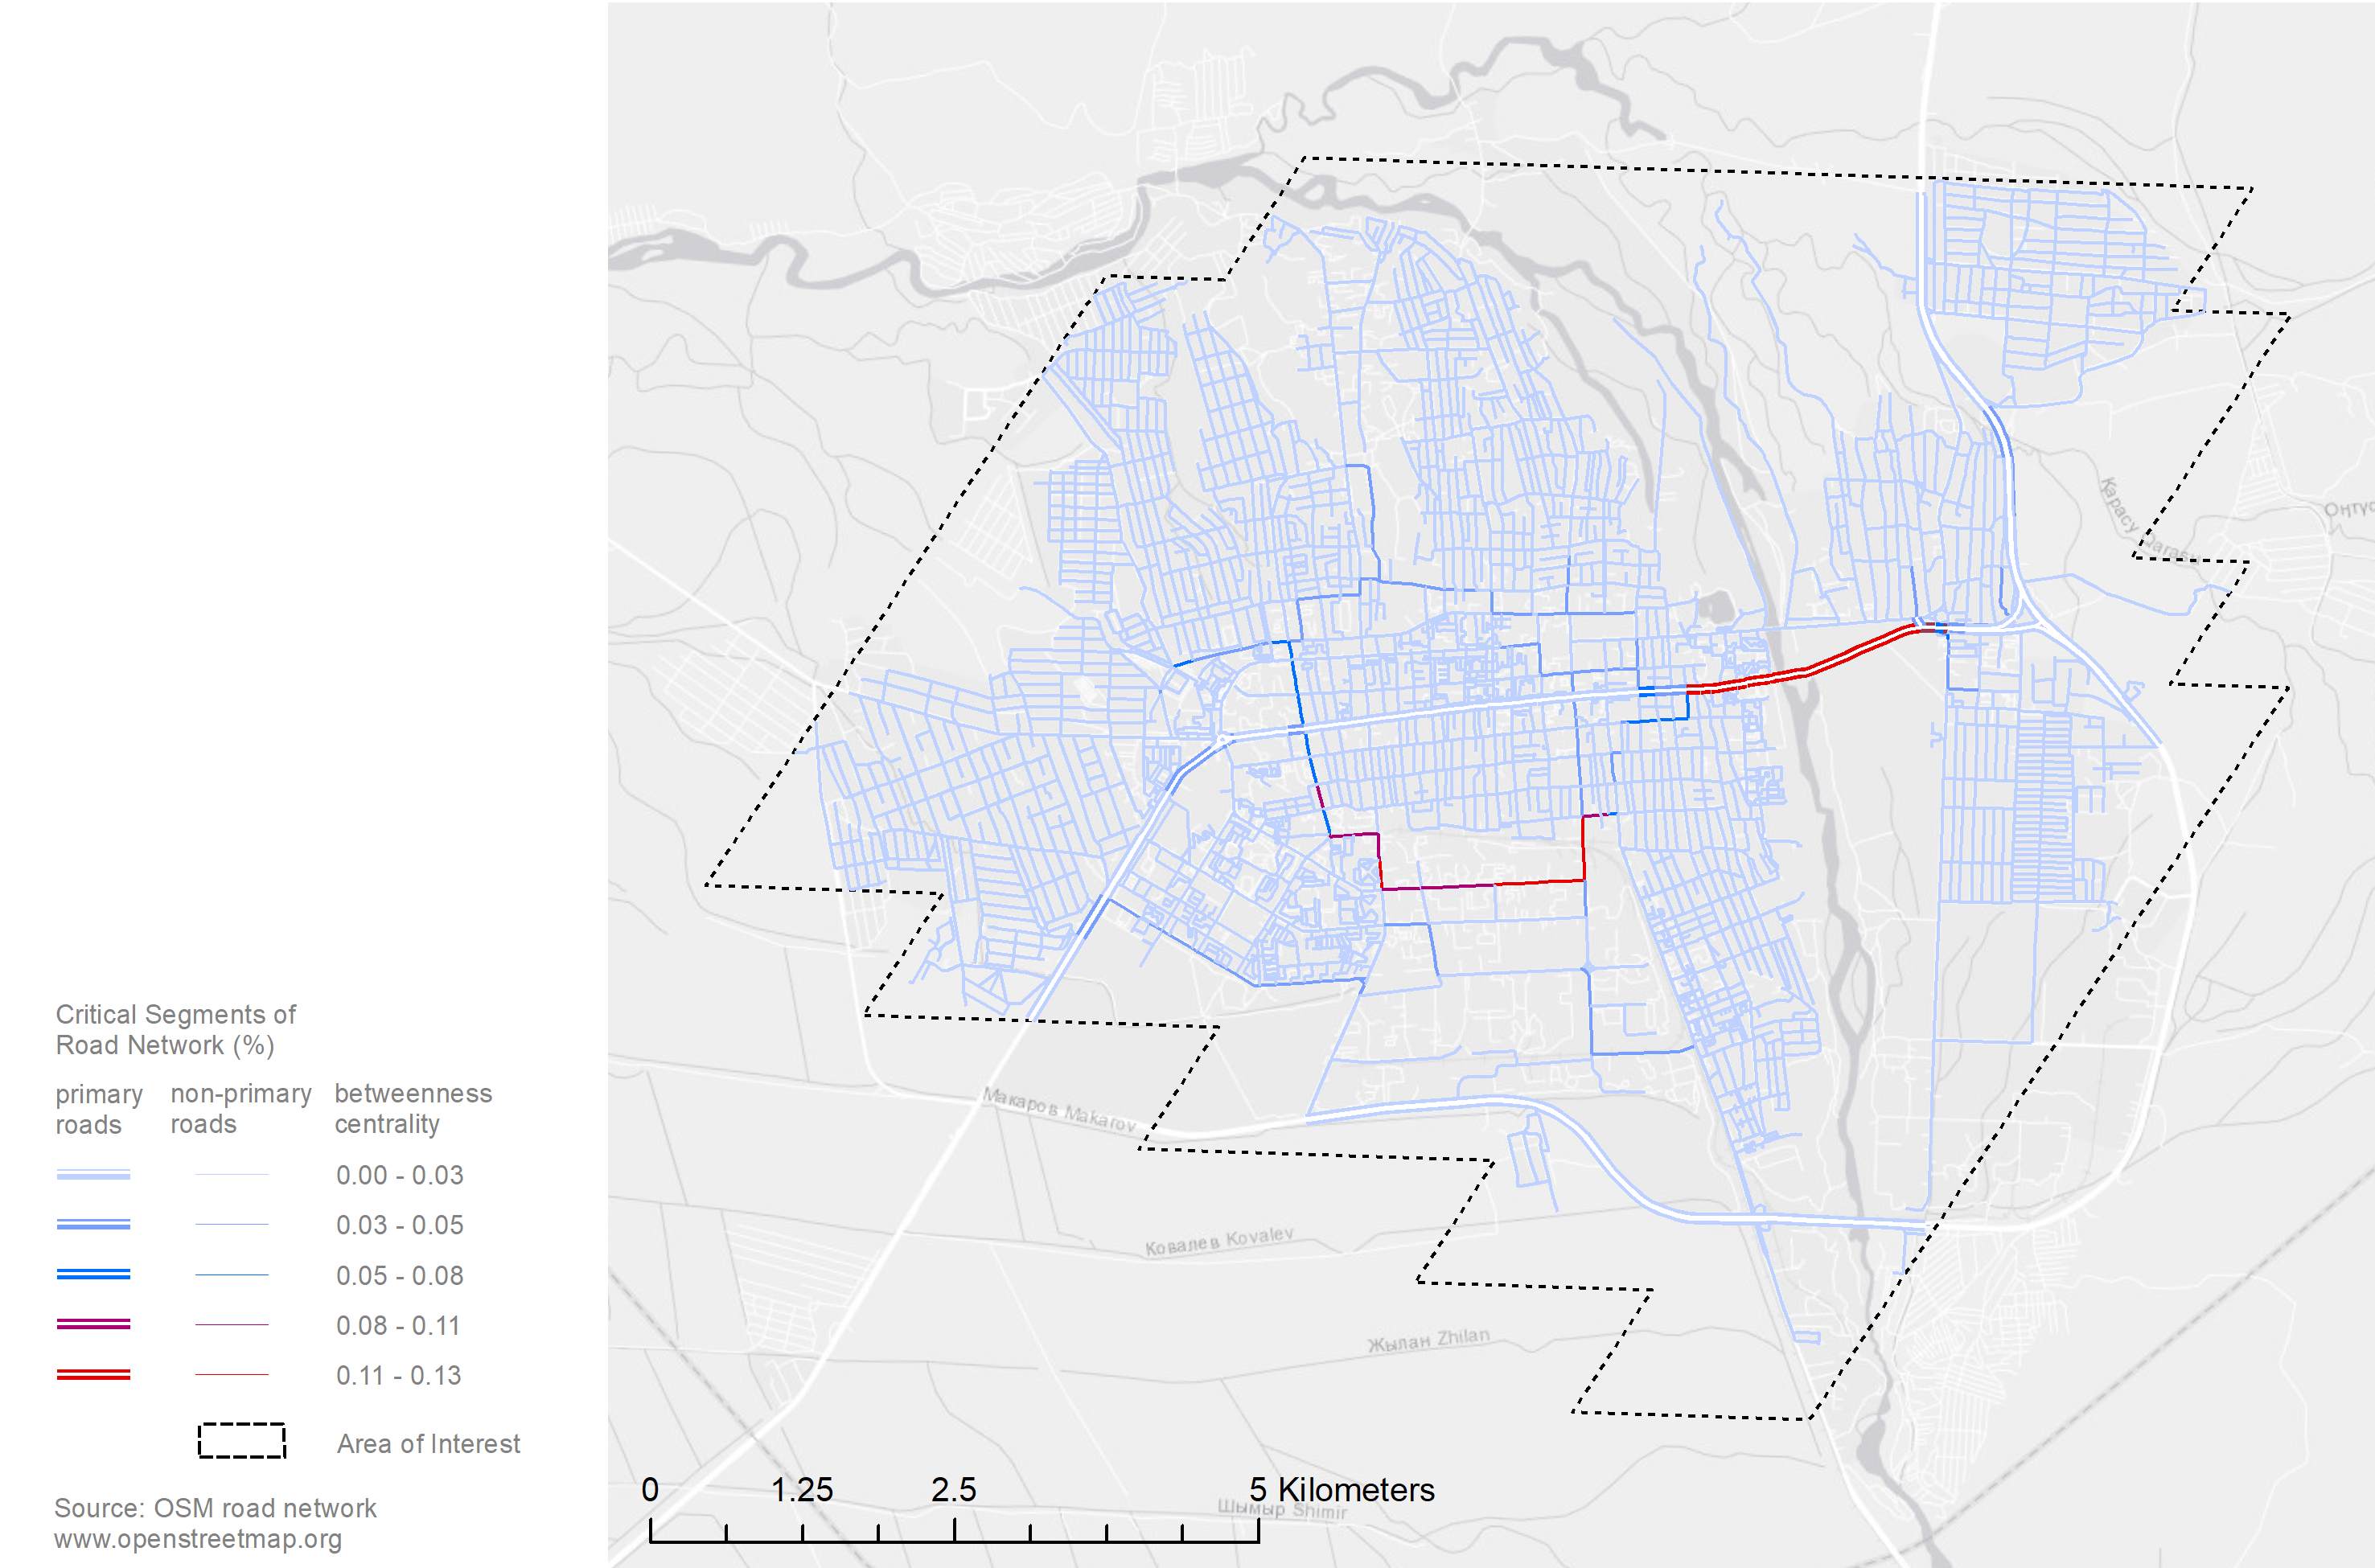 Critical Segments of
Road Network (%)
primary
roads
non-primary
roads
betweenness
centrality
0.00 - 0.03
0.03 - 0.05
0.05 - 0.08
0.08 - 0.11
0.11 - 0.13
Area of Interest
Source: OSM road network
www.openstreetmap.org
0 1.25 2.5 5 Kilometers
Қарасу Qarasu
Оңтүс
Макаров Makarov
Ковалев Kovalev
Жылан Zhilan
Шымыр Shimir